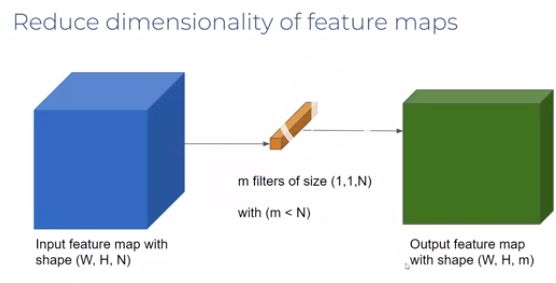 Reduce dimensionality of feature maps
m filters of size (1,1,N)
with (m < N)
Input feature map with
shape (W, H, N)
Output feature map
with shape (W, H, m)